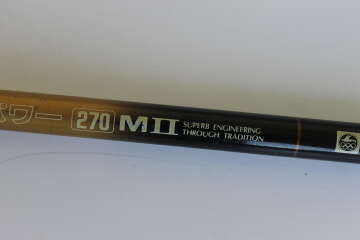 パワー 270 MII SUPERB ENGINEERING
THROUGH TRADITION